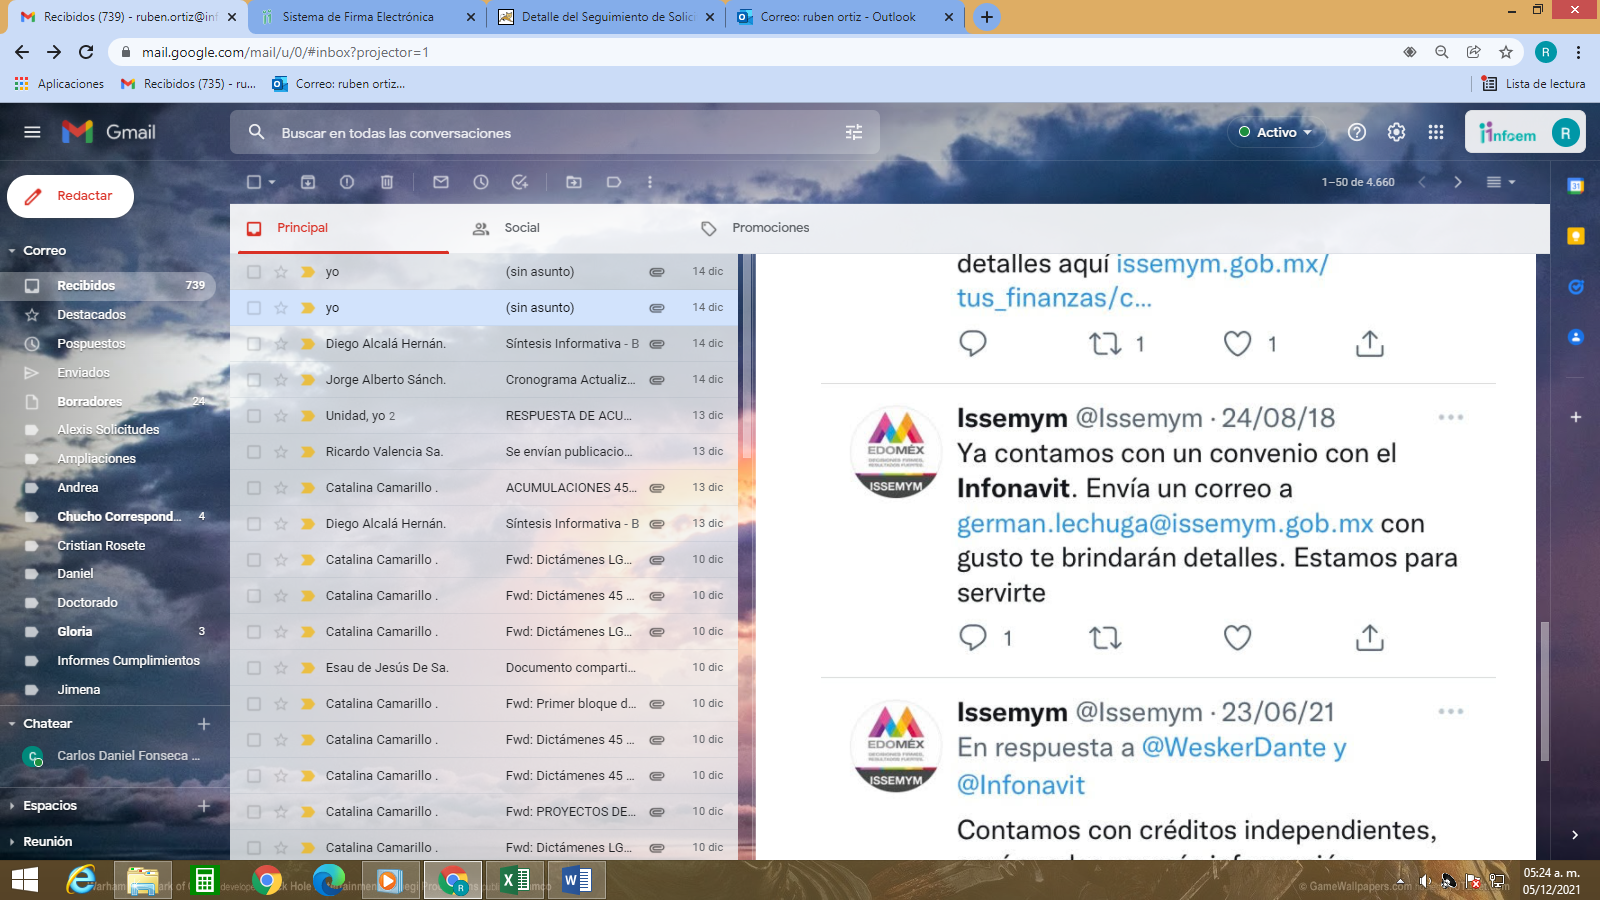 Recibidos (739) - ruben.ortiz@inf
Sistema de Firma Electrónica
Detalle del Seguimiento de Solici
Correo: ruben ortiz - Outlook
mail.google.com/mail/u/0/#inbox?projector=1
R
Aplicaciones
Recibidos (735) - ru...
Correo: ruben ortiz...
Lista de lectura
Gmail
Buscar en todas las conversaciones
Activo
infoem
R
Redactar
1–50 de 4.660
Principal
Social
Promociones
Correo
Recibidos 739
Destacados
Pospuestos
Enviados
Borradores 24
Alexis Solicitudes
Ampliaciones
Andrea
Chucho Correspond... 4
Cristian Rosete
Daniel
Doctorado
Gloria 3
Informes Cumplimientos
Jimena
Chatear
Carlos Daniel Fonseca ...
Espacios
Reunión
yo (sin asunto) 14 dic
yo (sin asunto) 14 dic
Diego Alcalá Hernán. Síntesis Informativa - B 14 dic
Jorge Alberto Sánch. Cronograma Actualiz... 14 dic
Unidad, yo 2 RESPUESTA DE ACU... 13 dic
Ricardo Valencia Sa. Se envían publicacio... 13 dic
Catalina Camarillo . ACUMULACIONES 45... 13 dic
Diego Alcalá Hernán. Síntesis Informativa - B 13 dic
Catalina Camarillo . Fwd: Dictámenes LG... 10 dic
Catalina Camarillo . Fwd: Dictámenes 45 ... 10 dic
Catalina Camarillo . Fwd: Dictámenes LG... 10 dic
Esau de Jesús De Sa. Documento comparti... 10 dic
Catalina Camarillo . Fwd: Primer bloque d... 10 dic
Catalina Camarillo . Fwd: Dictámenes 45 ... 10 dic
Catalina Camarillo . Fwd: Dictámenes 45 ... 10 dic
Catalina Camarillo . Fwd: PROYECTOS DE... 10 dic
Catalina Camarillo . Fwd: Dictámenes LG... 10 dic
detalles aquí issemym.gob.mx/
tus_finanzas/c...
1 1
EDOMÉX
DECISIONES FIRMES,
RESULTADOS FUERTES.
ISSEMYM
Issemym @Issemym · 24/08/18
Ya contamos con un convenio con el
Infonavit. Envía un correo a
german.lechuga@issemym.gob.mx con
gusto te brindarán detalles. Estamos para
servirte
1
EDOMÉX
DECISIONES FIRMES,
RESULTADOS FUERTES.
ISSEMYM
Issemym @Issemym · 23/06/21
En respuesta a @WeskerDante y
@Infonavit
Contamos con créditos independientes,
© GameWallpapers.com
05:24 a. m.
05/12/2021